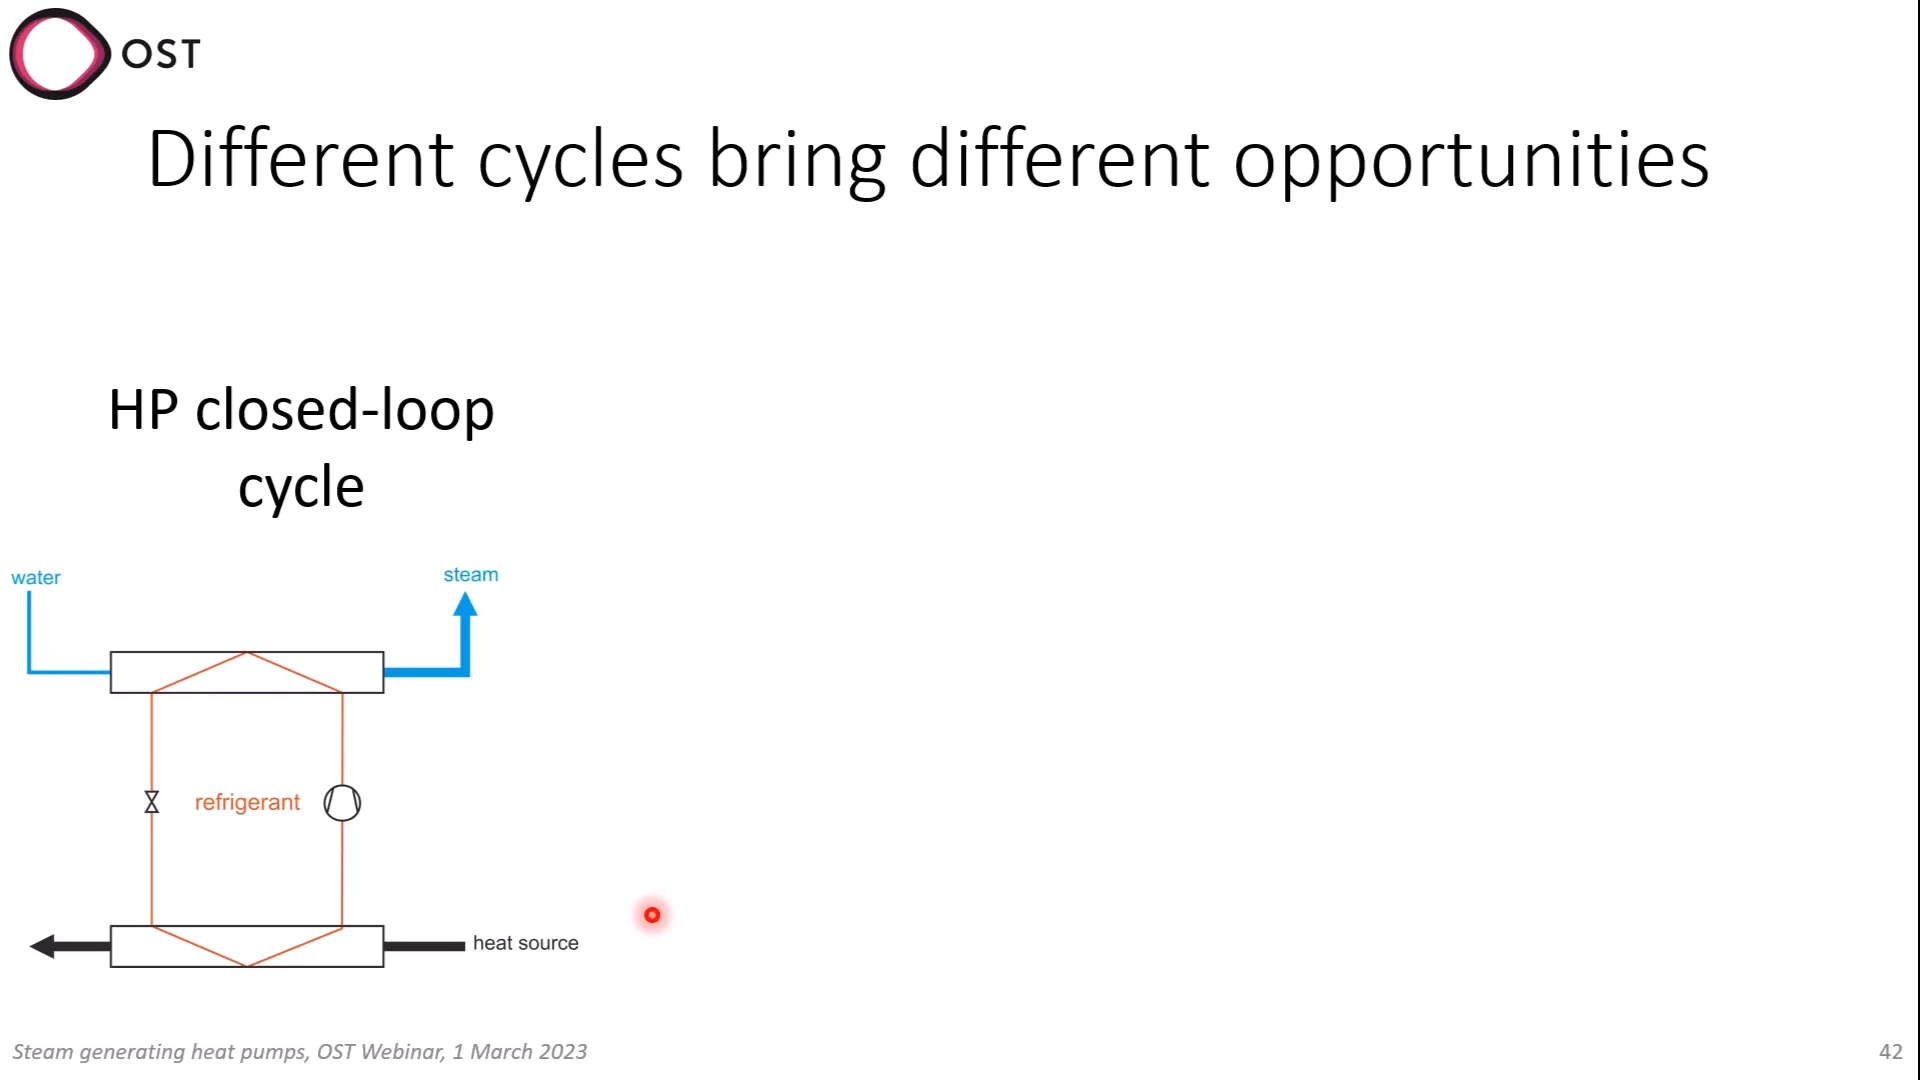 OST
Different cycles bring different opportunities
HP closed-loop
cycle
water
steam
refrigerant
heat source
Steam generating heat pumps, OST Webinar, 1 March 2023
42